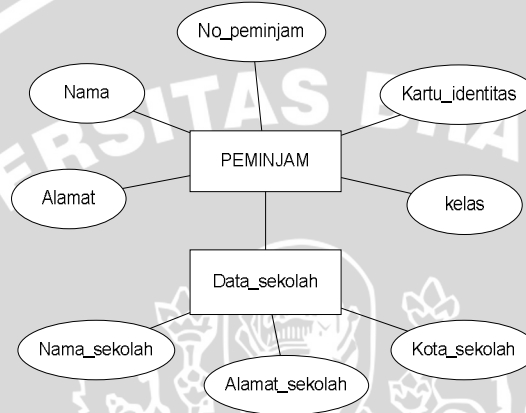 No_peminjam
Nama
Kartu_identitas
PEMINJAM
Alamat
kelas
Data_sekolah
Nama_sekolah
Kota_sekolah
Alamat_sekolah